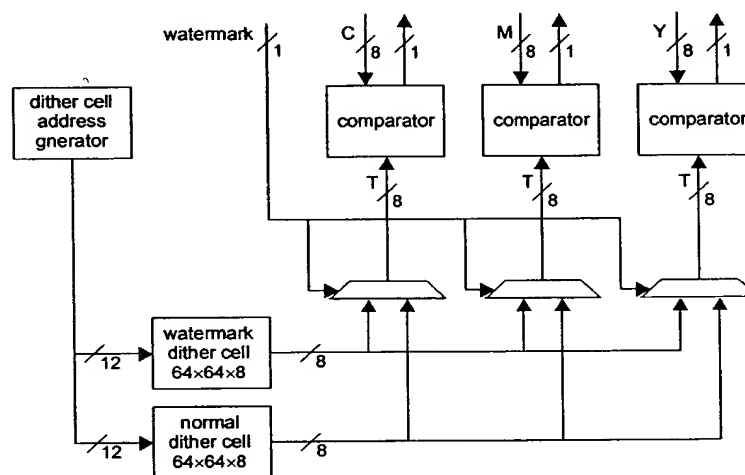 watermark 1
C 8 1
M 8 1
Y 8 1
dither cell
address
gnerator
comparator
comparator
comparator
T 8
T 8
T 8
12
watermark
dither cell
64×64×8
8
12
normal
dither cell
64×64×8
8